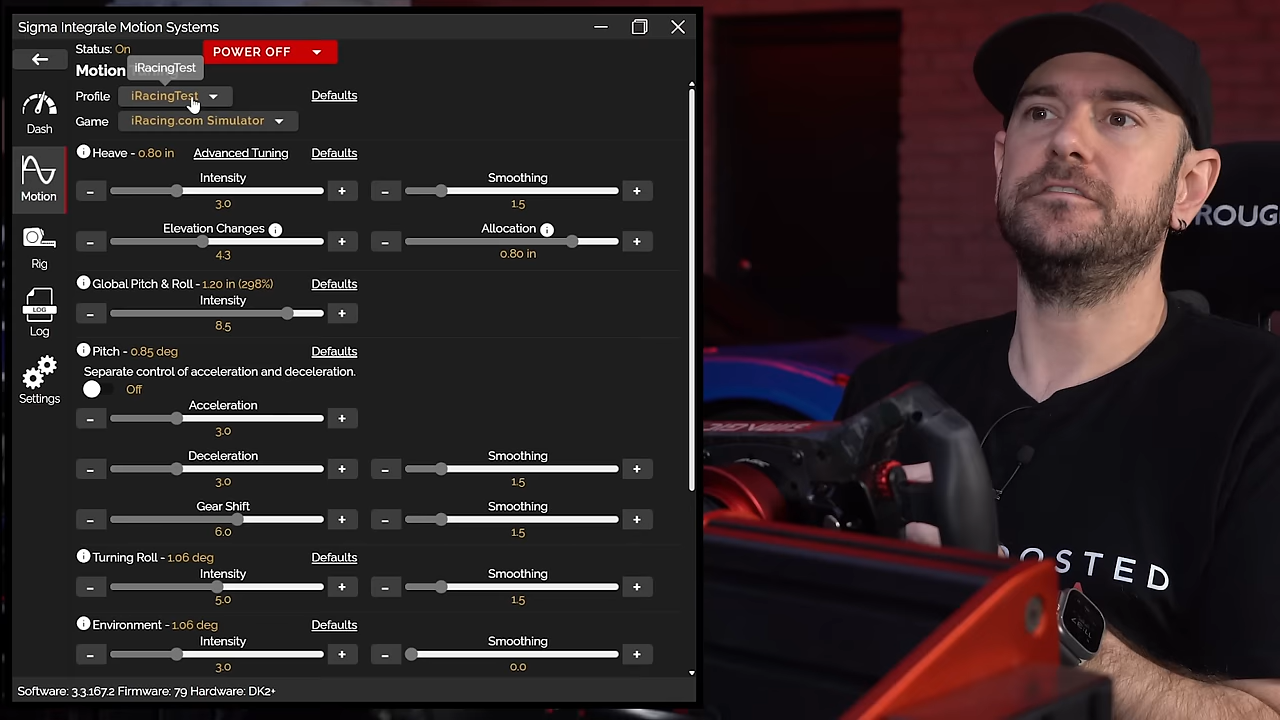 Sigma Integrale Motion Systems
Status: On
POWER OFF
Motion
iRacingTest
Profile iRacingTest Defaults
Game iRacing.com Simulator
Dash
Motion
Rig
LOG
Log
Settings
Heave - 0.80 in Advanced Tuning Defaults
Intensity Smoothing
- + - +
3.0 1.5
Elevation Changes Allocation
- + - +
4.3 0.80 in
Global Pitch & Roll - 1.20 in (298%) Defaults
Intensity
- +
8.5
Pitch - 0.85 deg Defaults
Separate control of acceleration and deceleration.
Off
Acceleration
- +
3.0
Deceleration Smoothing
- + - +
3.0 1.5
Gear Shift Smoothing
- + - +
6.0 1.5
Turning Roll - 1.06 deg Defaults
Intensity Smoothing
- + - +
5.0 1.5
Environment - 1.06 deg Defaults
Intensity Smoothing
- + - +
3.0 0.0
Software: 3.3.167.2 Firmware: 79 Hardware: DK2+
ROUG
OOSTED